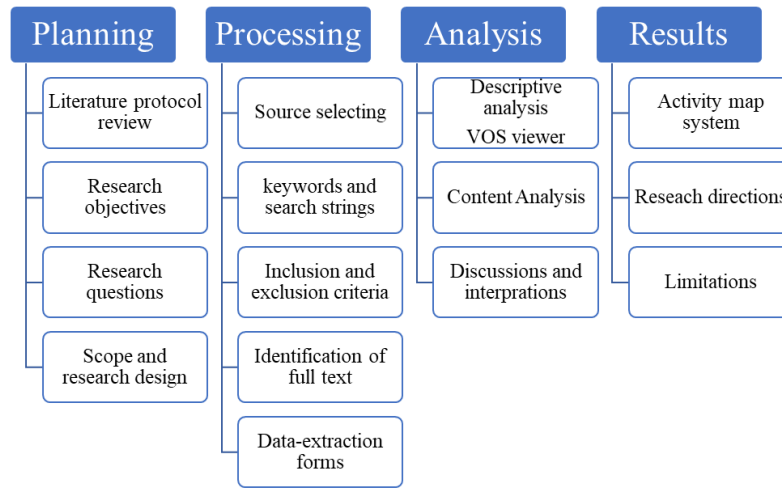 Planning
Literature protocol
review
Research
objectives
Research
questions
Scope and
research design
Processing
Source selecting
keywords and
search strings
Inclusion and
exclusion criteria
Identification of
full text
Data-extraction
forms
Analysis
Descriptive
analysis
VOS viewer
Content Analysis
Discussions and
interprations
Results
Activity map
system
Reseach directions
Limitations